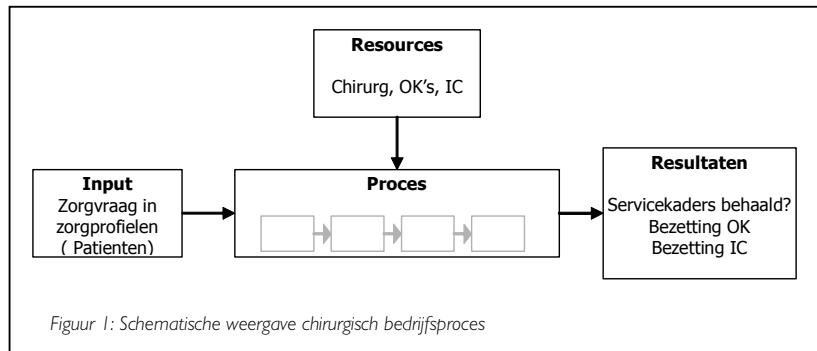 Resources
Chirurg, OK's, IC
Input
Zorgvraag in
zorgprofielen
( Patienten)
Proces
Resultaten
Servicekaders behaald?
Bezetting OK
Bezetting IC
Figuur 1: Schematische weergave chirurgisch bedrijfsproces